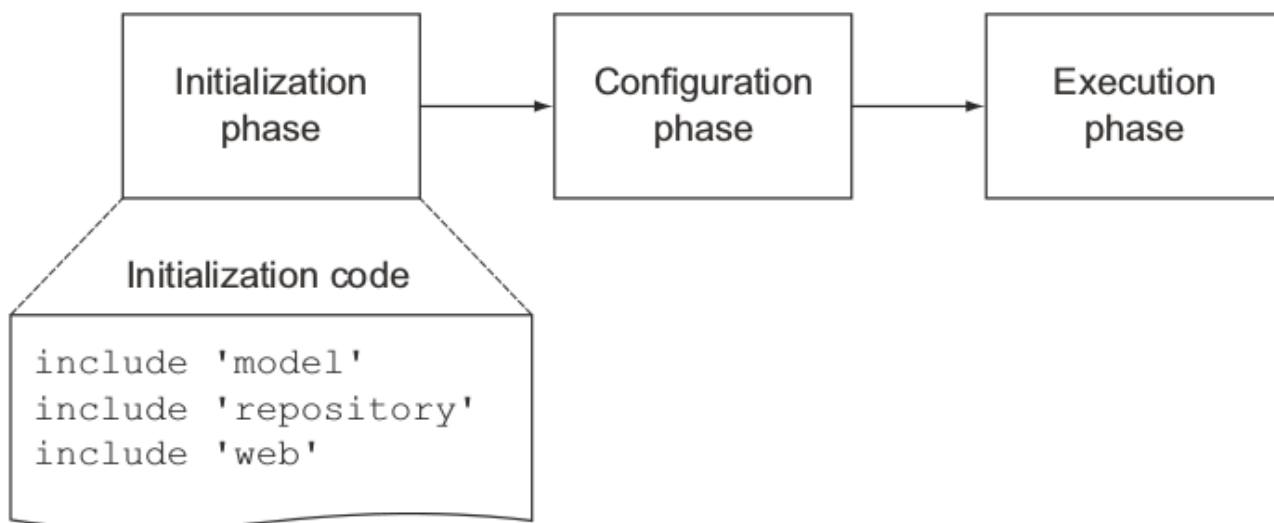 Initialization
phase
Configuration
phase
Execution
phase
Initialization code
include 'model'
include 'repository'
include 'web'